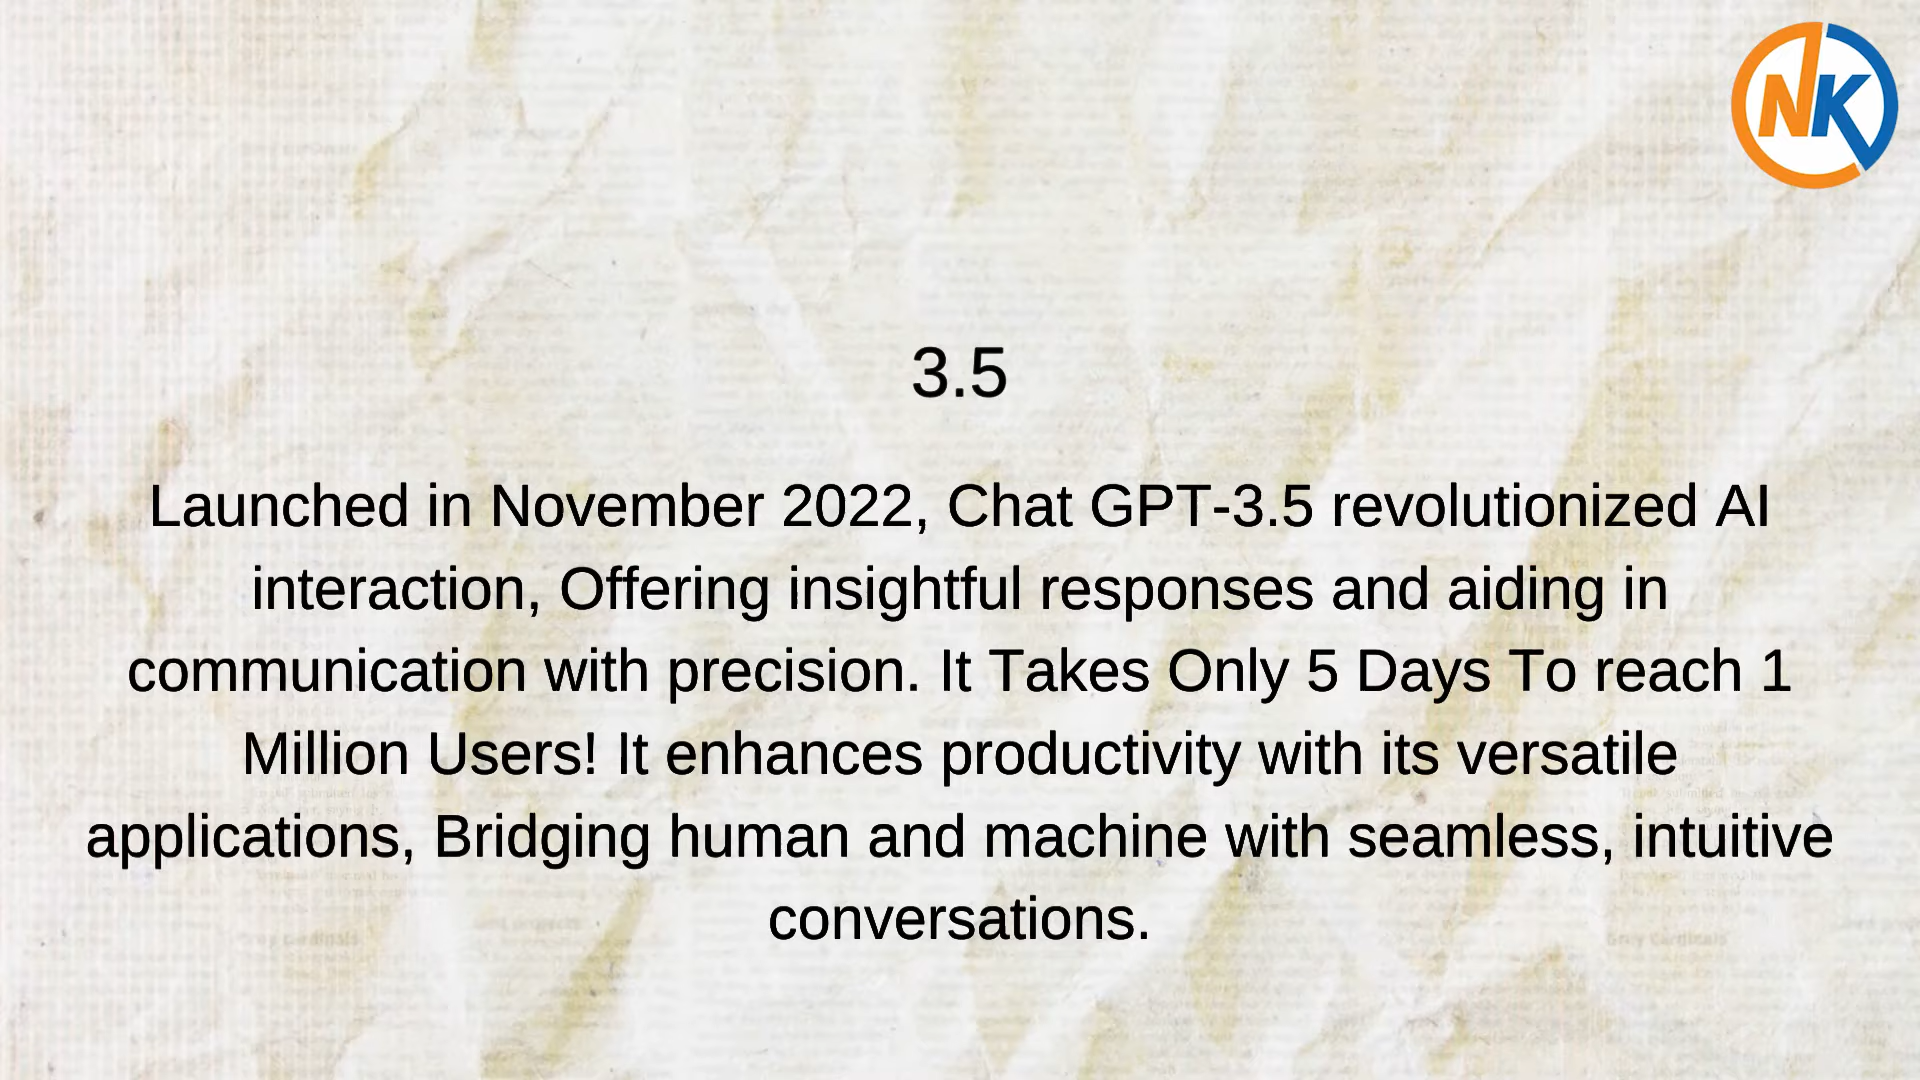 NK
3.5
Launched in November 2022, Chat GPT-3.5 revolutionized AI
interaction, Offering insightful responses and aiding in
communication with precision. It Takes Only 5 Days To reach 1
Million Users! It enhances productivity with its versatile
applications, Bridging human and machine with seamless, intuitive
conversations.